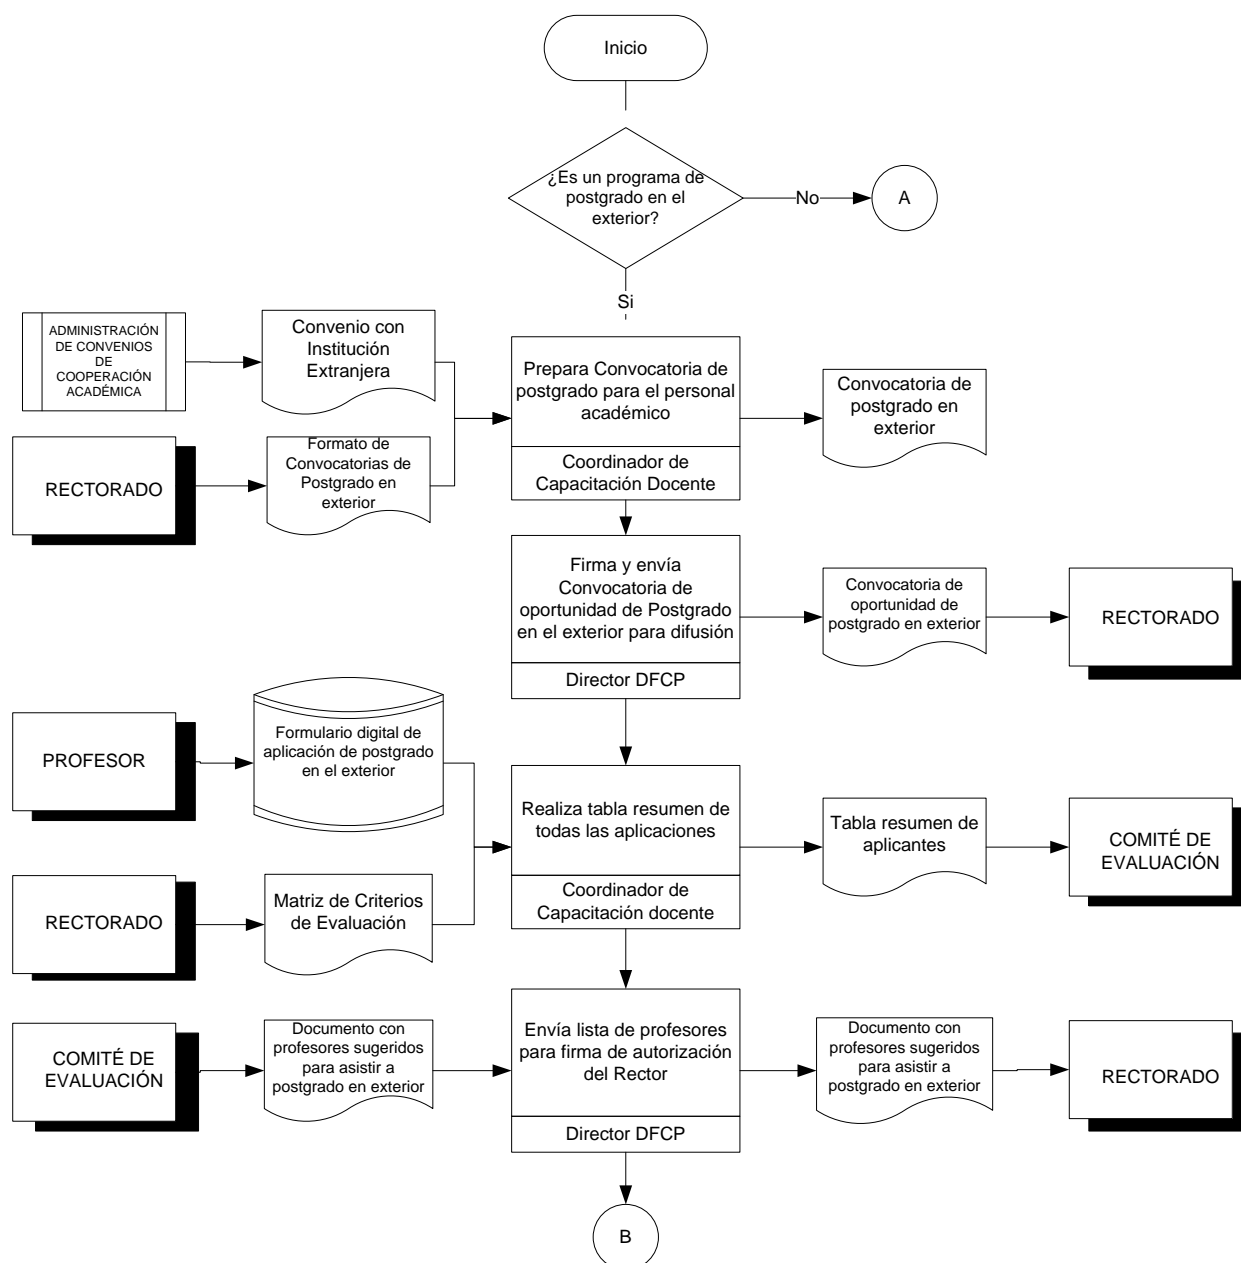 Inicio
¿Es un programa de
postgrado en el
exterior?
No
A
Si
ADMINISTRACIÓN
DE CONVENIOS
DE
COOPERACIÓN
ACADÉMICA
Convenio con
Institución
Extranjera
Prepara Convocatoria de
postgrado para el personal
académico
Coordinador de
Capacitación Docente
Convocatoria de
postgrado en
exterior
RECTORADO
Formato de
Convocatorias de
Postgrado en
exterior
Firma y envía
Convocatoria de
oportunidad de Postgrado
en el exterior para difusión
Director DFCP
Convocatoria de
oportunidad de
postgrado en exterior
RECTORADO
PROFESOR
Formulario digital de
aplicación de postgrado
en el exterior
Realiza tabla resumen de
todas las aplicaciones
Coordinador de
Capacitación docente
Tabla resumen de
aplicantes
COMITÉ DE
EVALUACIÓN
RECTORADO
Matriz de Criterios
de Evaluación
COMITÉ DE
EVALUACIÓN
Documento con
profesores sugeridos
para asistir a
postgrado en exterior
Envía lista de profesores
para firma de autorización
del Rector
Director DFCP
Documento con
profesores sugeridos
para asistir a
postgrado en exterior
RECTORADO
B